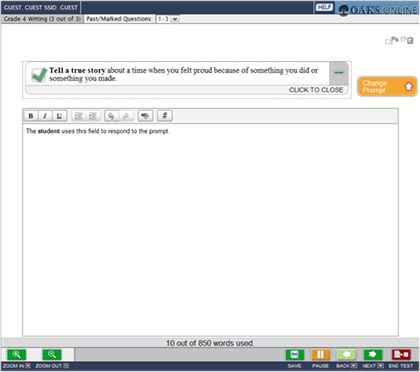 GUEST, GUEST SSID: GUEST
HELP
OAKS ONLINE
Grade 4 Writing (3 out of 3)
Past/Marked Questions:
1 - 3
Tell a true story about a time when you felt proud because of something you did or
something you made.
CLICK TO CLOSE
Change
Prompt
B I U
#
The student uses this field to respond to the prompt.
10 out of 850 words used.
ZOOM IN
ZOOM OUT
SAVE
PAUSE
BACK
NEXT
END TEST